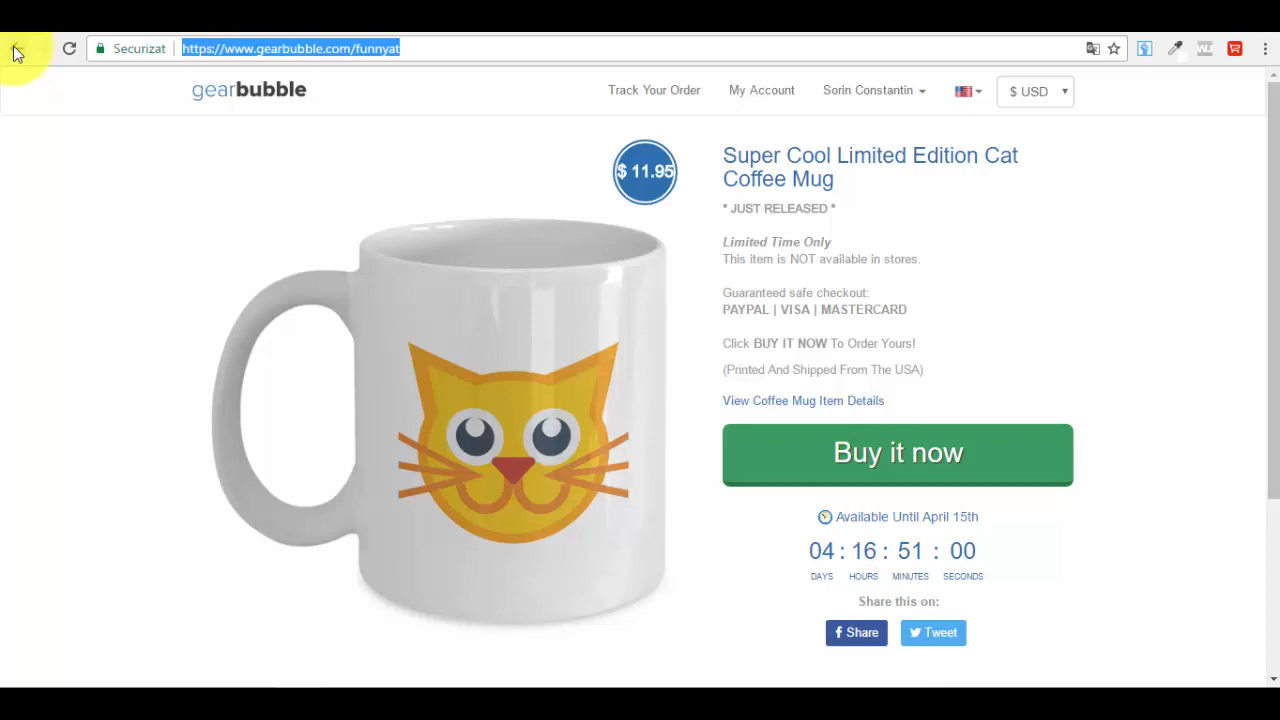 Securizat
https://www.gearbubble.com/funnyat
gearbubble
Track Your Order
My Account
Sorin Constantin
$ USD
$ 11.95
Super Cool Limited Edition Cat
Coffee Mug
* JUST RELEASED *
Limited Time Only
This item is NOT available in stores.
Guaranteed safe checkout:
PAYPAL | VISA | MASTERCARD
Click BUY IT NOW To Order Yours!
(Printed And Shipped From The USA)
View Coffee Mug Item Details
Buy it now
Available Until April 15th
04 : 16 : 51 : 00
DAYS HOURS MINUTES SECONDS
Share this on:
Share
Tweet